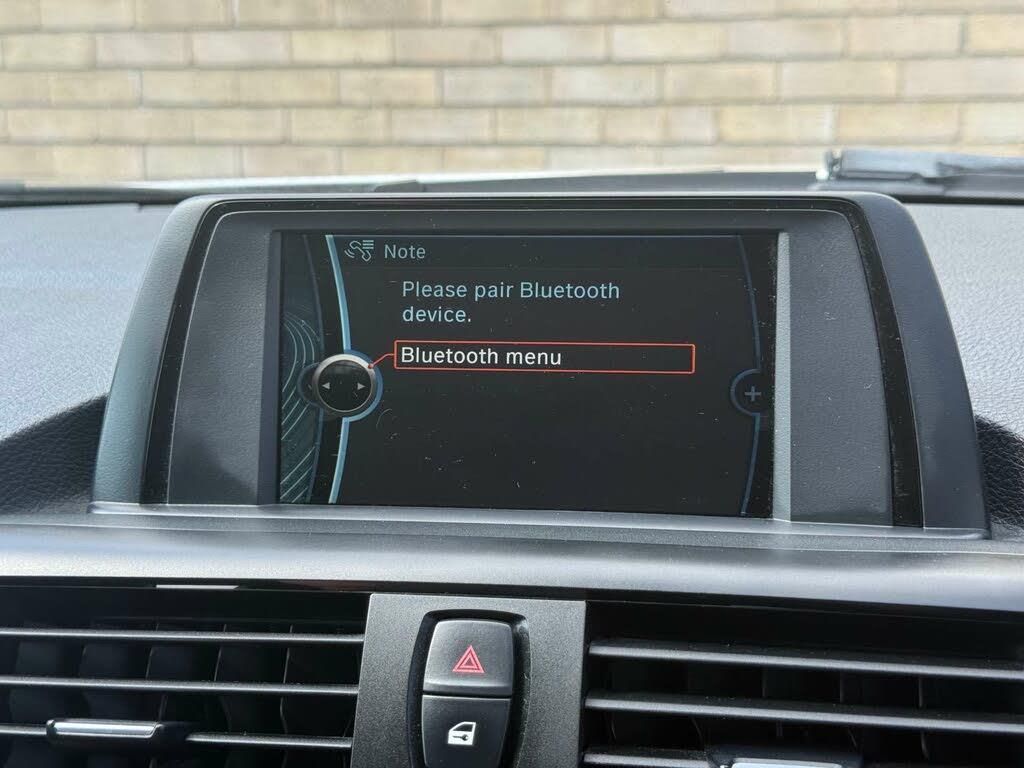 Note
Please pair Bluetooth
device.
Bluetooth menu